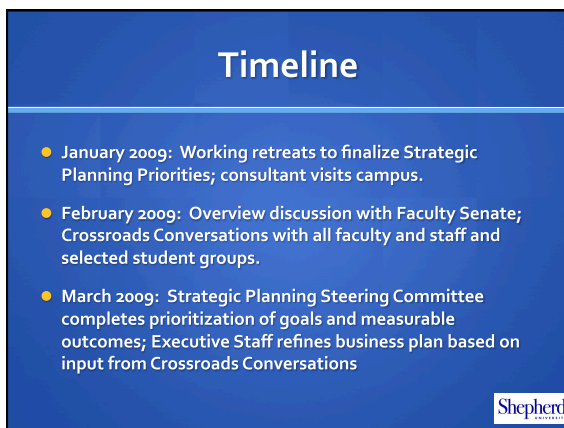 Timeline
January 2009: Working retreats to finalize Strategic
Planning Priorities; consultant visits campus.
February 2009: Overview discussion with Faculty Senate;
Crossroads Conversations with all faculty and staff and
selected student groups.
March 2009: Strategic Planning Steering Committee
completes prioritization of goals and measurable
outcomes; Executive Staff refines business plan based on
input from Crossroads Conversations
Shepherd